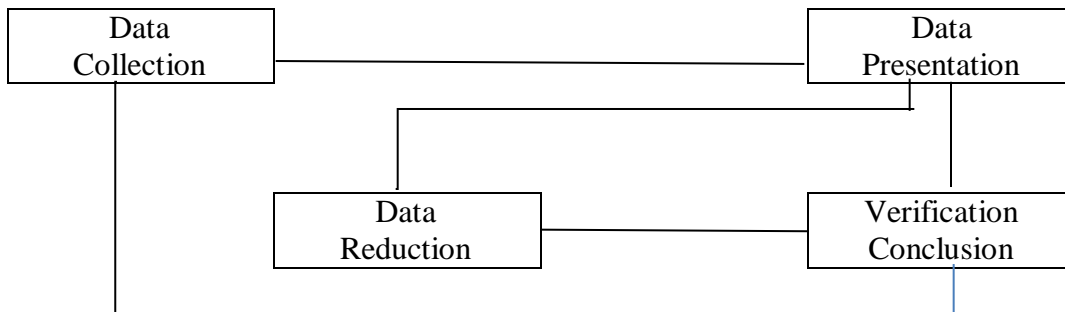 Data
Collection
Data
Presentation
Data
Reduction
Verification
Conclusion